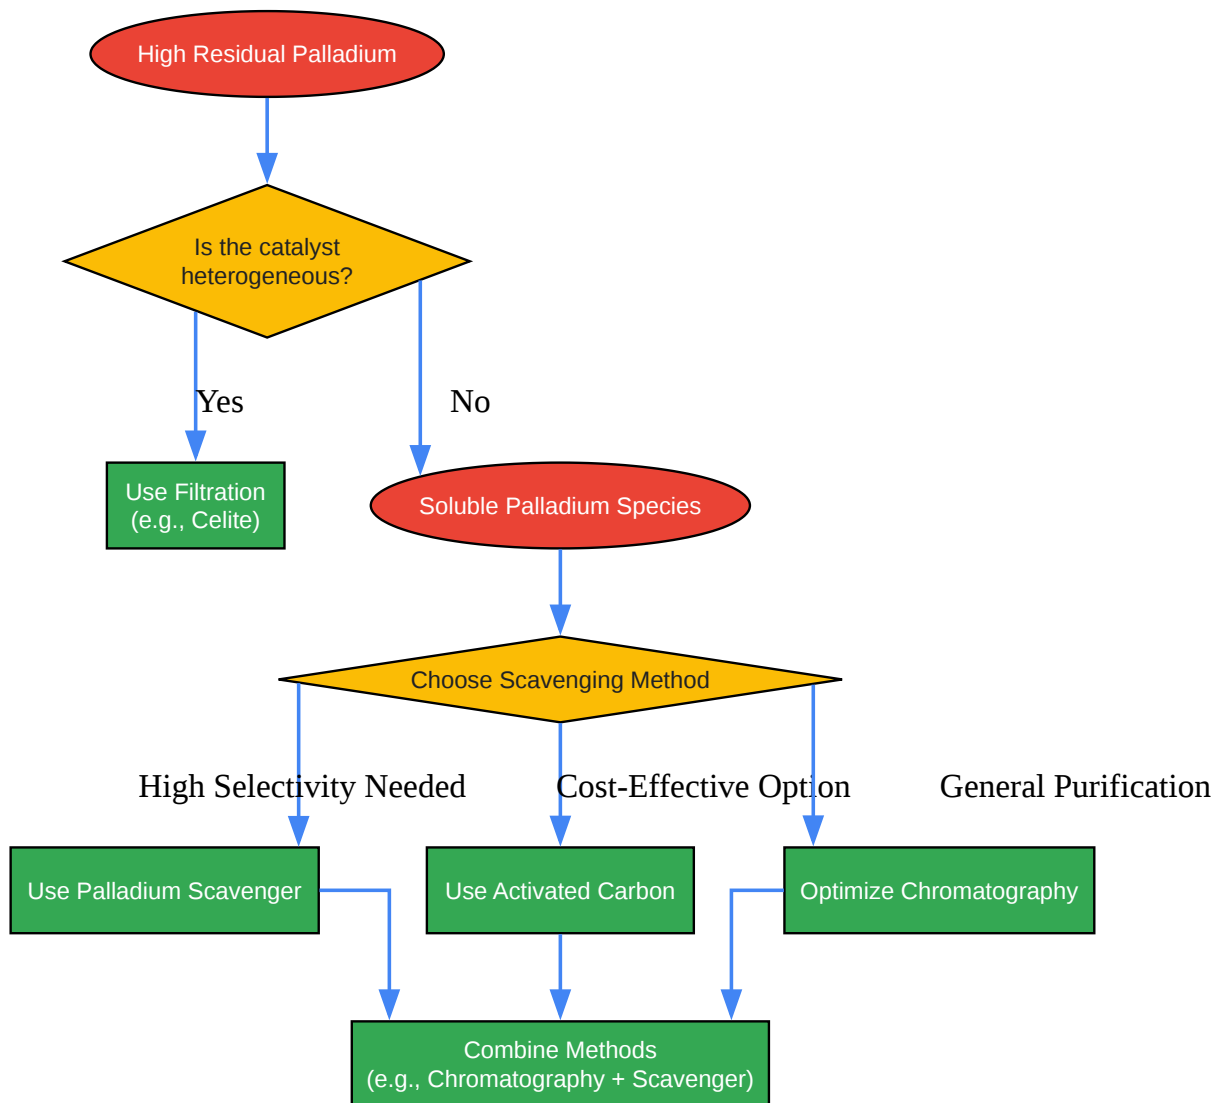 High Residual Palladium
Is the catalyst
heterogeneous?
Yes
No
Use Filtration
(e.g., Celite)
Soluble Palladium Species
Choose Scavenging Method
High Selectivity Needed
Cost-Effective Option
General Purification
Use Palladium Scavenger
Use Activated Carbon
Optimize Chromatography
Combine Methods
(e.g., Chromatography + Scavenger)